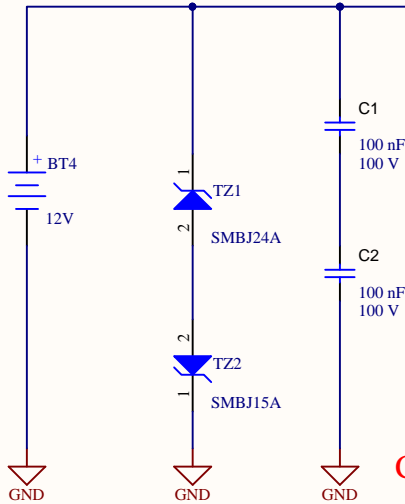 C1
100 nF
100 V
+
BT4
12V
1
TZ1
2
SMBJ24A
C2
100 nF
100 V
2
TZ2
1
SMBJ15A
GND
GND
GND